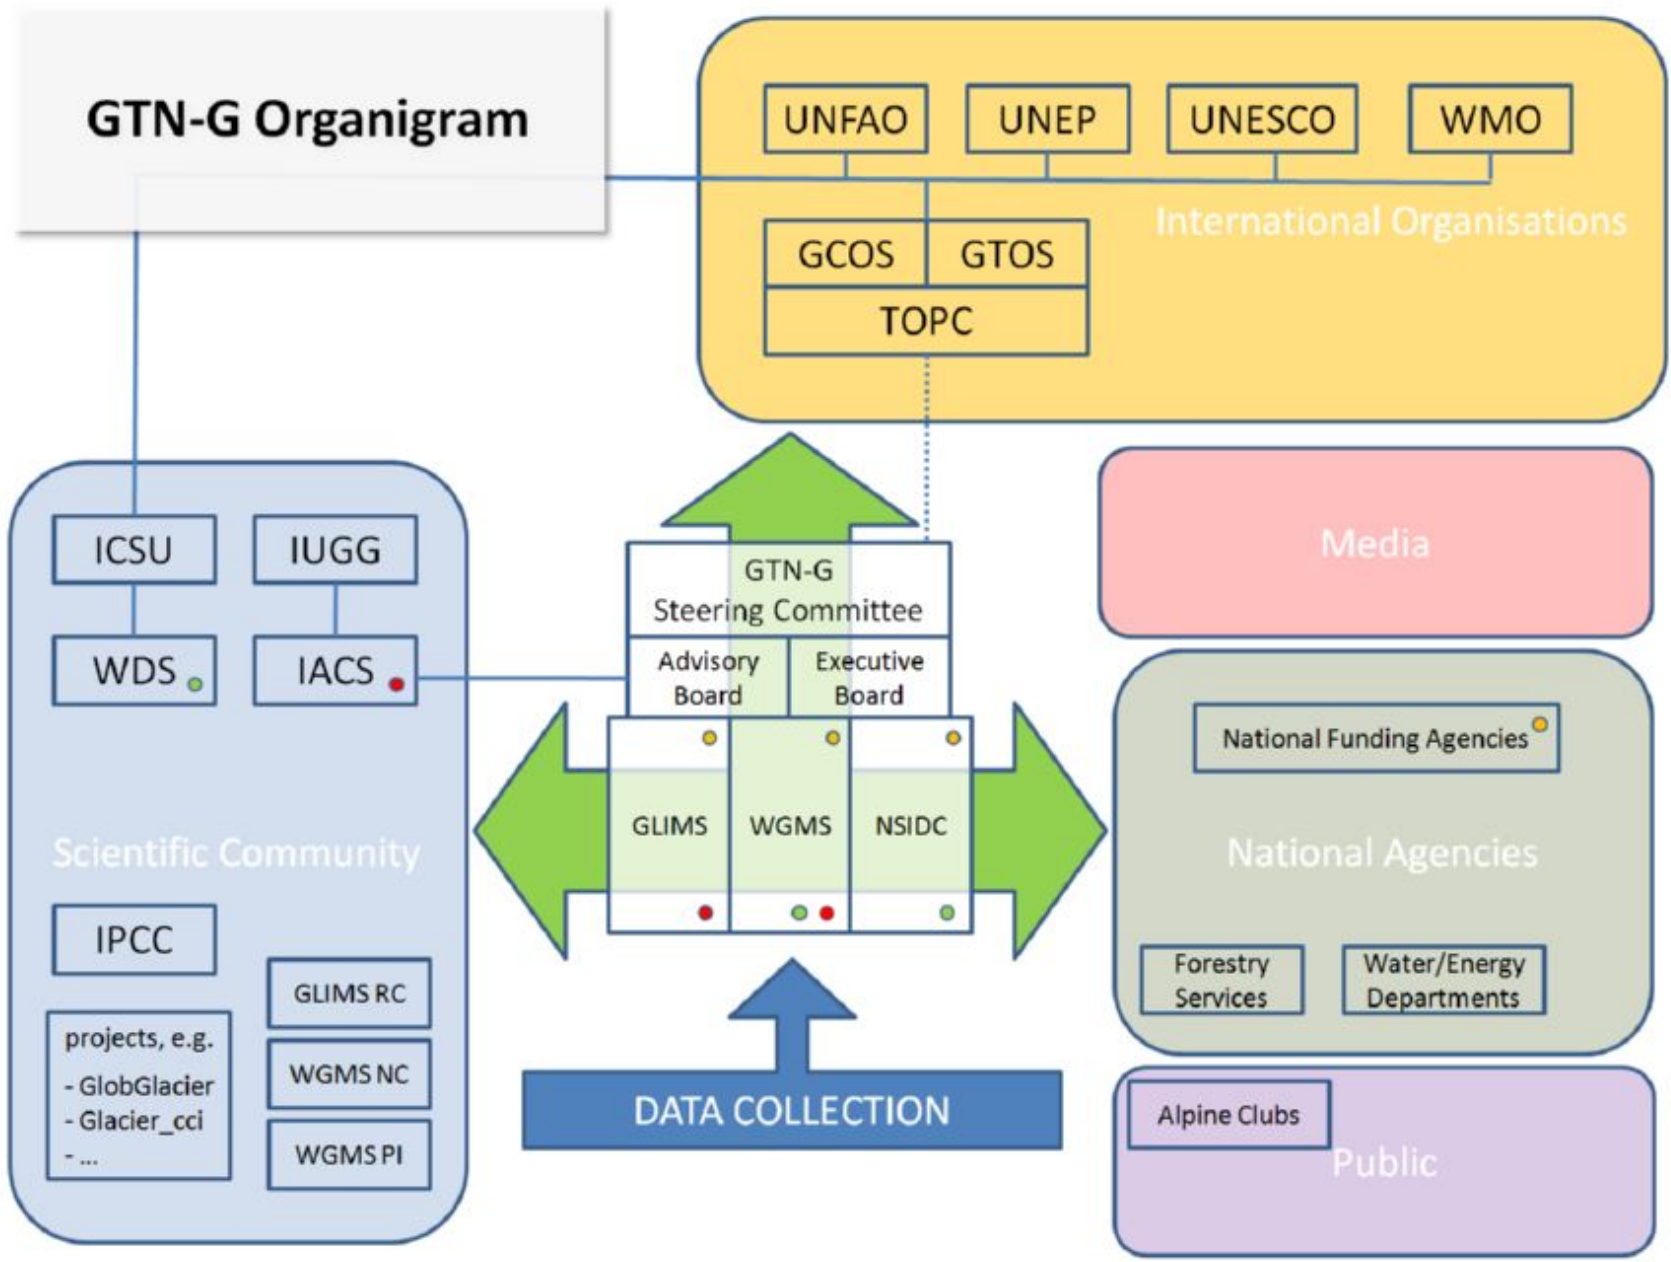 GTN-G Organigram
UNFAO
UNEP
UNESCO
WMO
International Organisations
GCOS
GTOS
TOPC
Media
ICSU
IUGG
WDS
IACS
Scientific Community
IPCC
projects, e.g.
- GlobGlacier
- Glacier_cci
- ...
GLIMS RC
WGMS NC
WGMS PI
GTN-G
Steering Committee
Advisory
Board
Executive
Board
GLIMS
WGMS
NSIDC
DATA COLLECTION
National Funding Agencies
National Agencies
Forestry
Services
Water/Energy
Departments
Alpine Clubs
Public